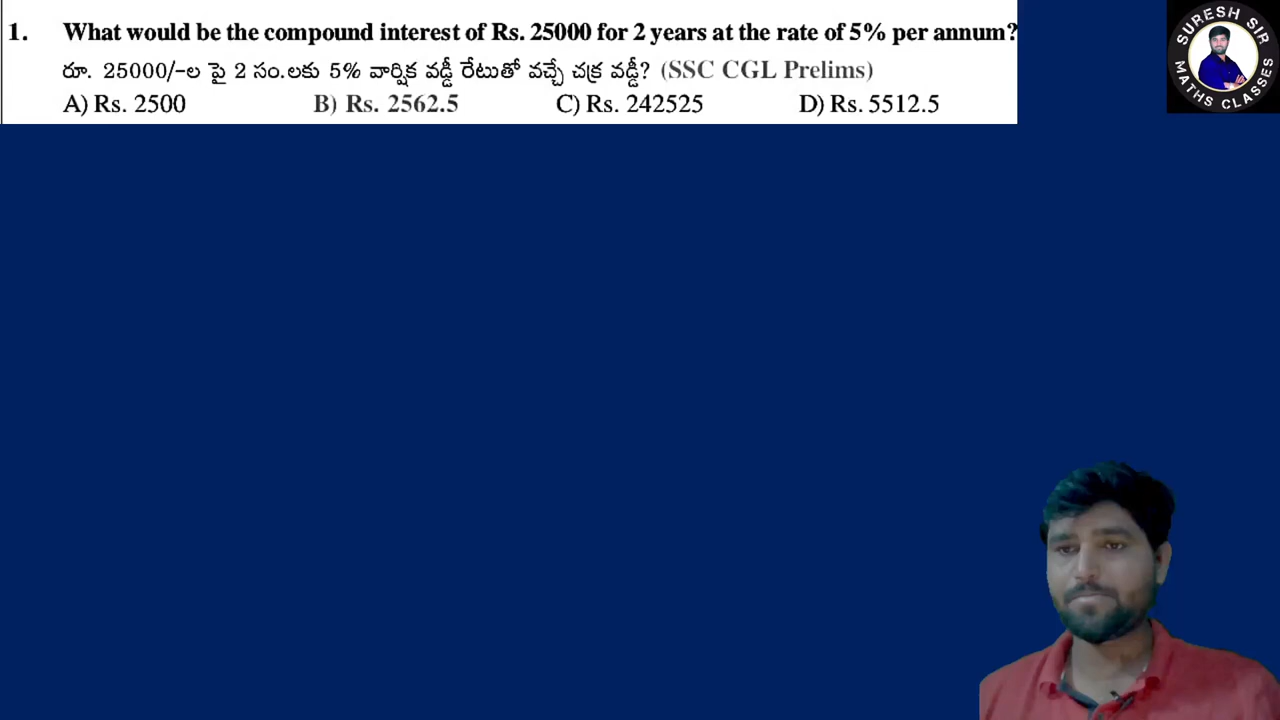 1. What would be the compound interest of Rs. 25000 for 2 years at the rate of 5% per annum?
రూ. 25000/-ల పై 2 సం.లకు 5% వార్షిక వడ్డీ రేటుతో వచ్చే చక్ర వడ్డీ? (SSC CGL Prelims)
A) Rs. 2500 B) Rs. 2562.5 C) Rs. 242525 D) Rs. 5512.5
SURESH SIR
MATHS CLASSES